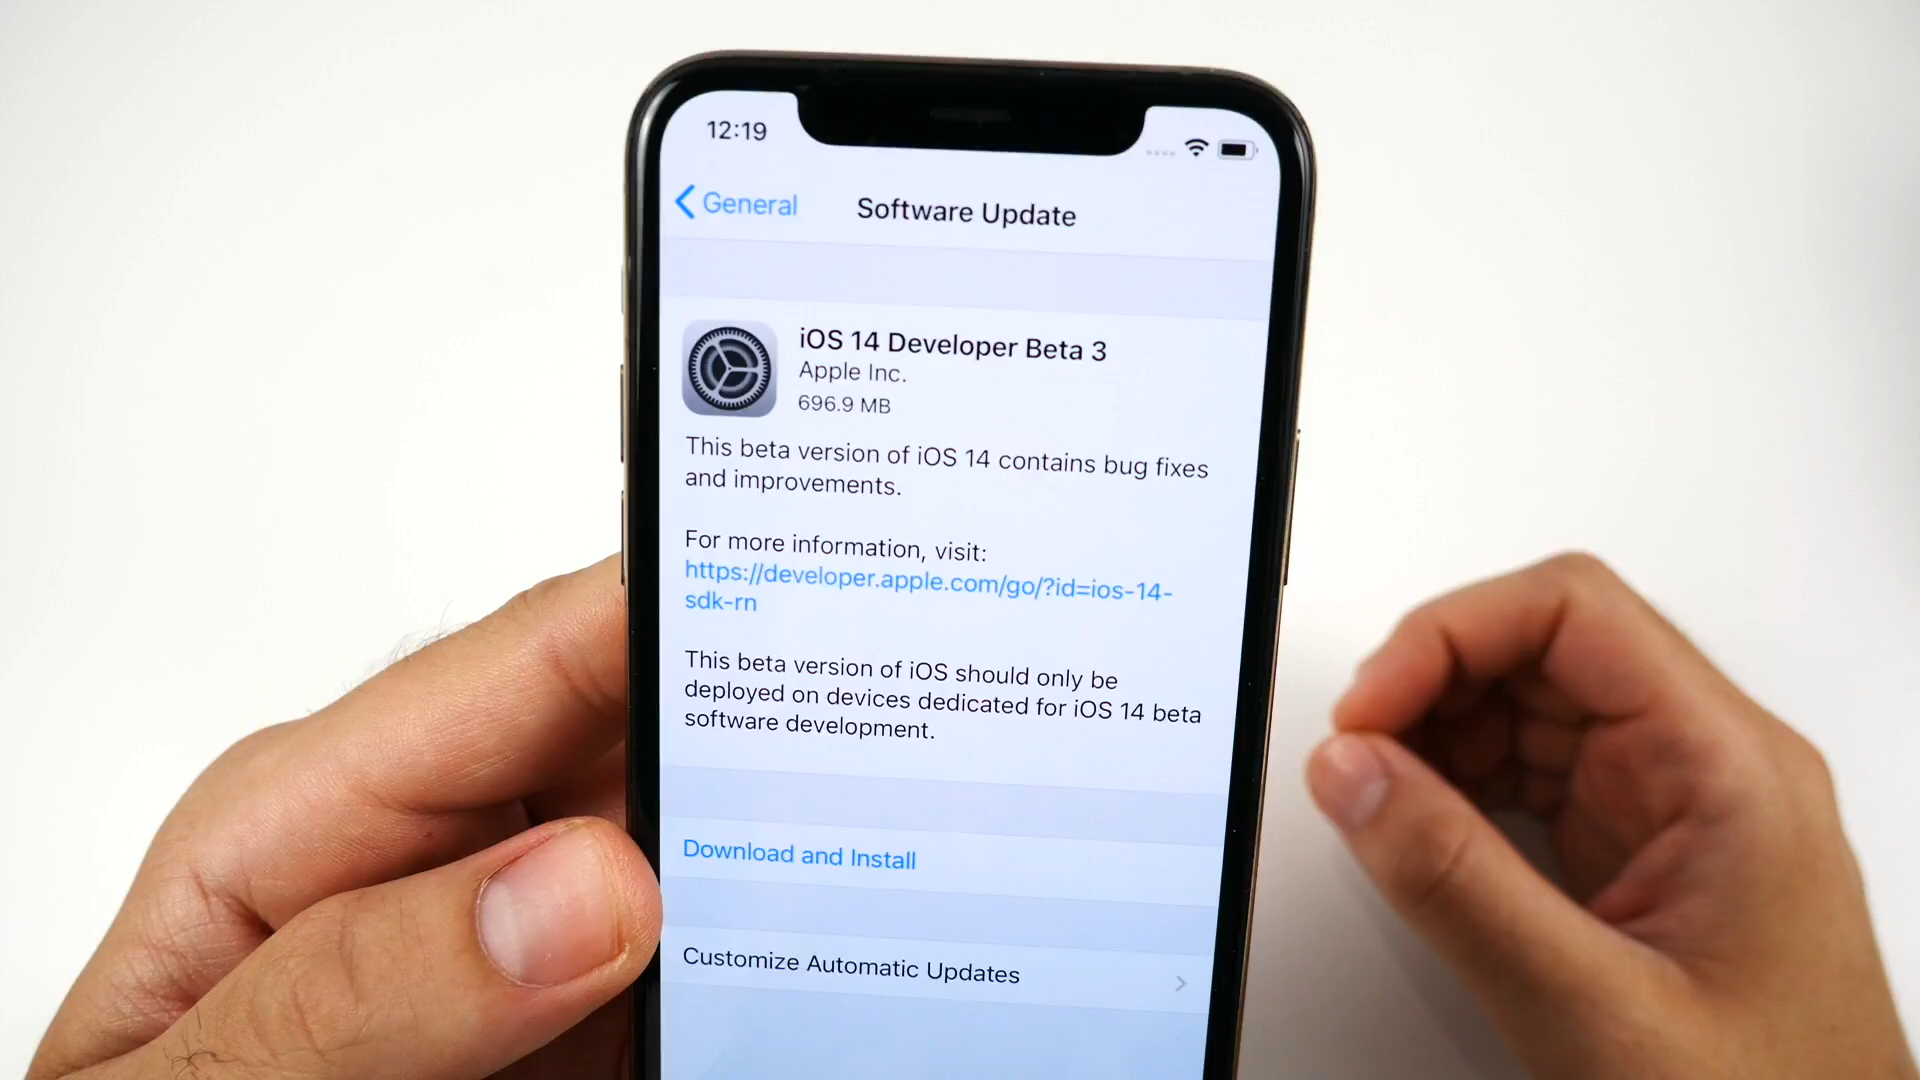 12:19
General
Software Update
iOS 14 Developer Beta 3
Apple Inc.
696.9 MB
This beta version of iOS 14 contains bug fixes
and improvements.
For more information, visit:
https://developer.apple.com/go/?id=ios-14-
sdk-rn
This beta version of iOS should only be
deployed on devices dedicated for iOS 14 beta
software development.
Download and Install
Customize Automatic Updates